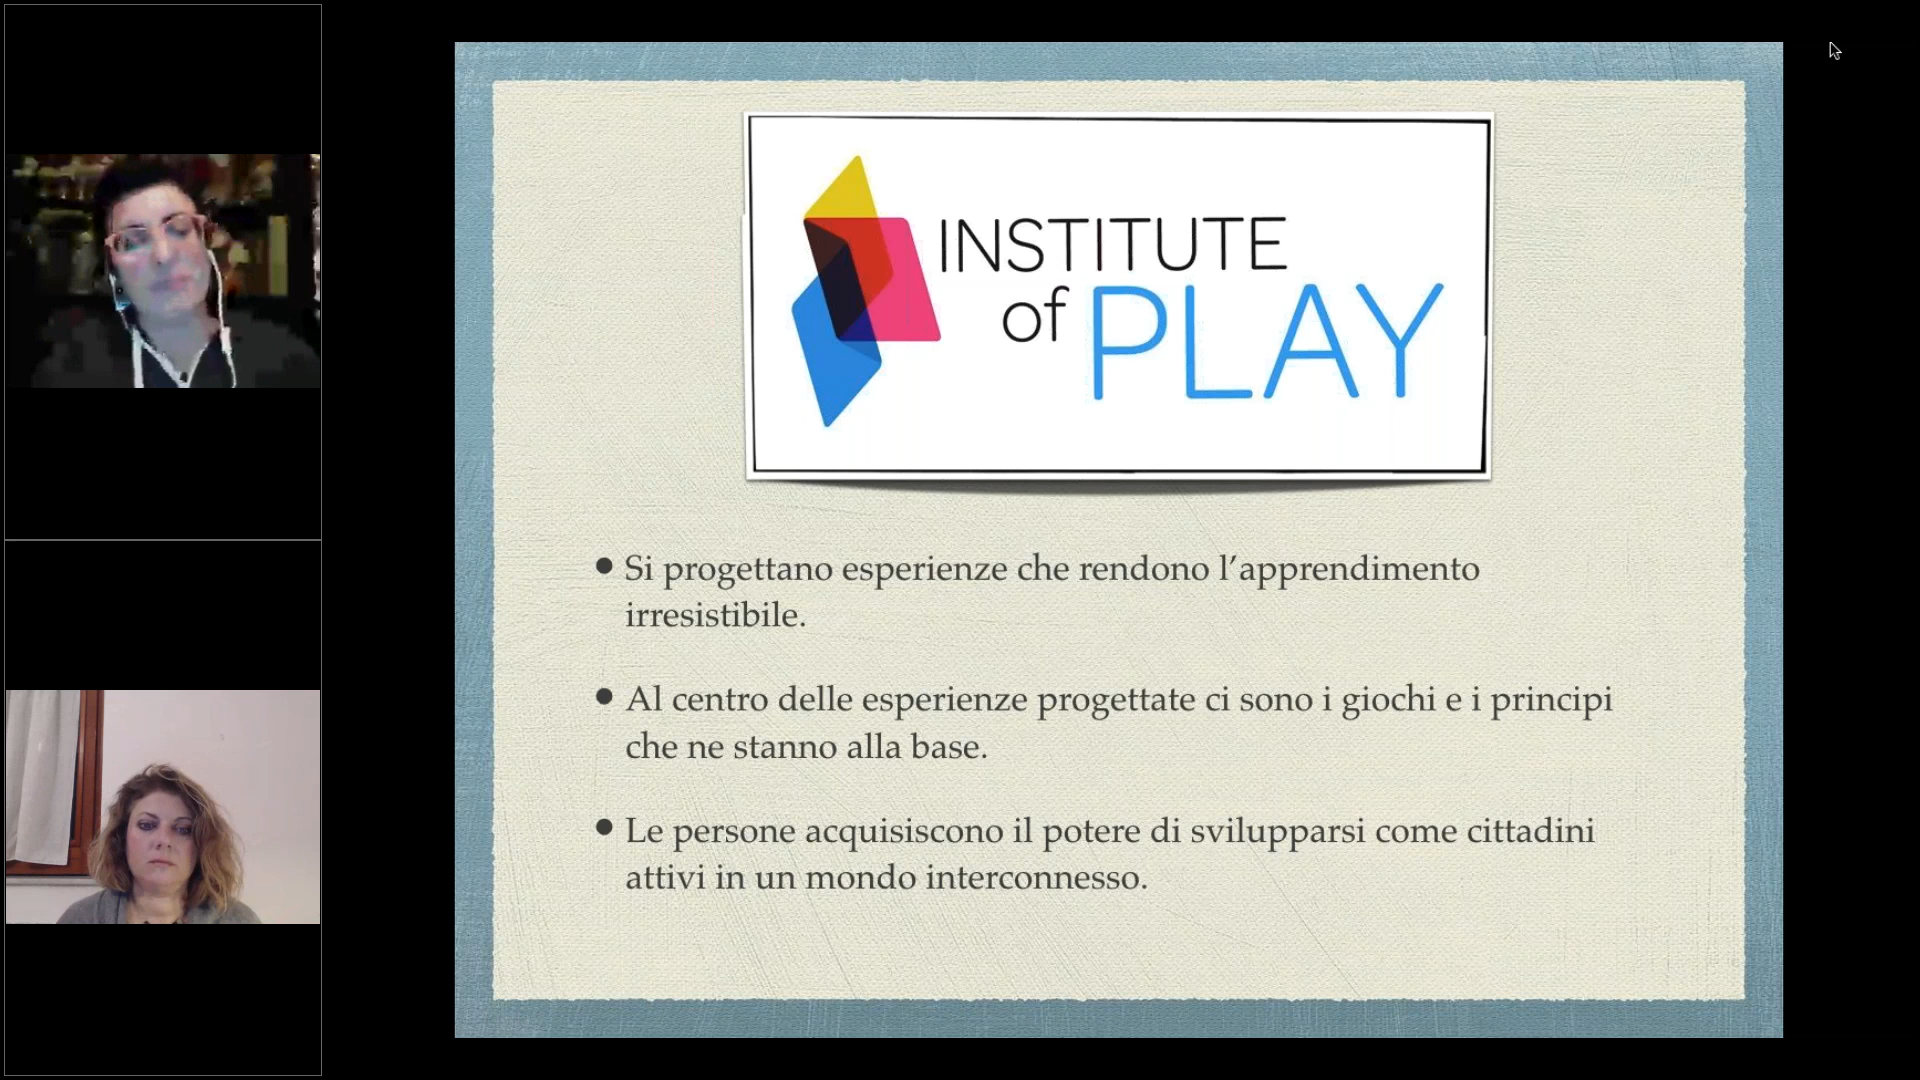 INSTITUTE
of PLAY
• Si progettano esperienze che rendono l’apprendimento
irresistibile.
• Al centro delle esperienze progettate ci sono i giochi e i principi
che ne stanno alla base.
• Le persone acquisiscono il potere di svilupparsi come cittadini
attivi in un mondo interconnesso.